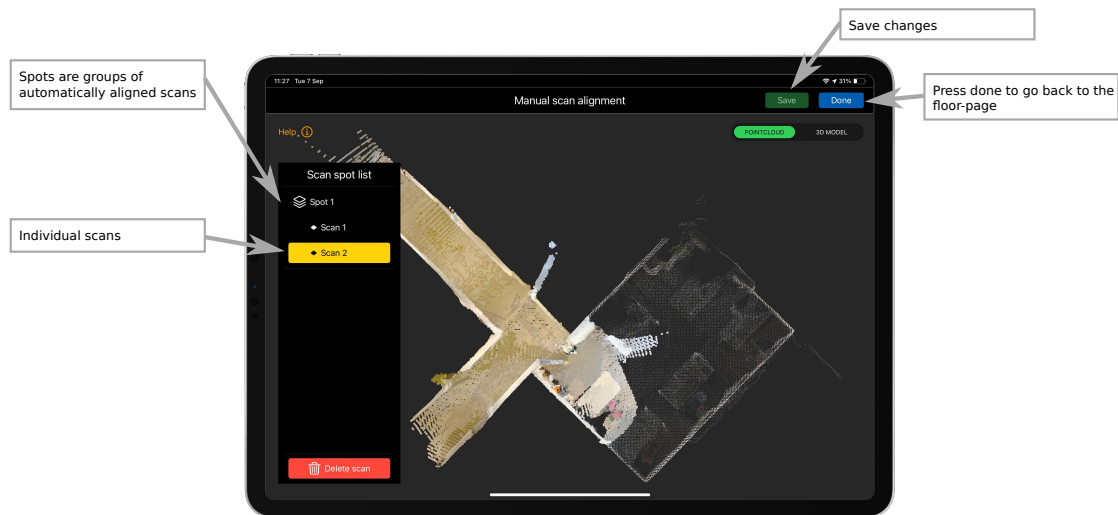 Save changes
Spots are groups of
automatically aligned scans
Press done to go back to the
floor-page
Individual scans
11:27 Tue 7 Sep
31%
Manual scan alignment
Save
Done
Help
POINTCLOUD
3D MODEL
Scan spot list
Spot 1
Scan 1
Scan 2
Delete scan